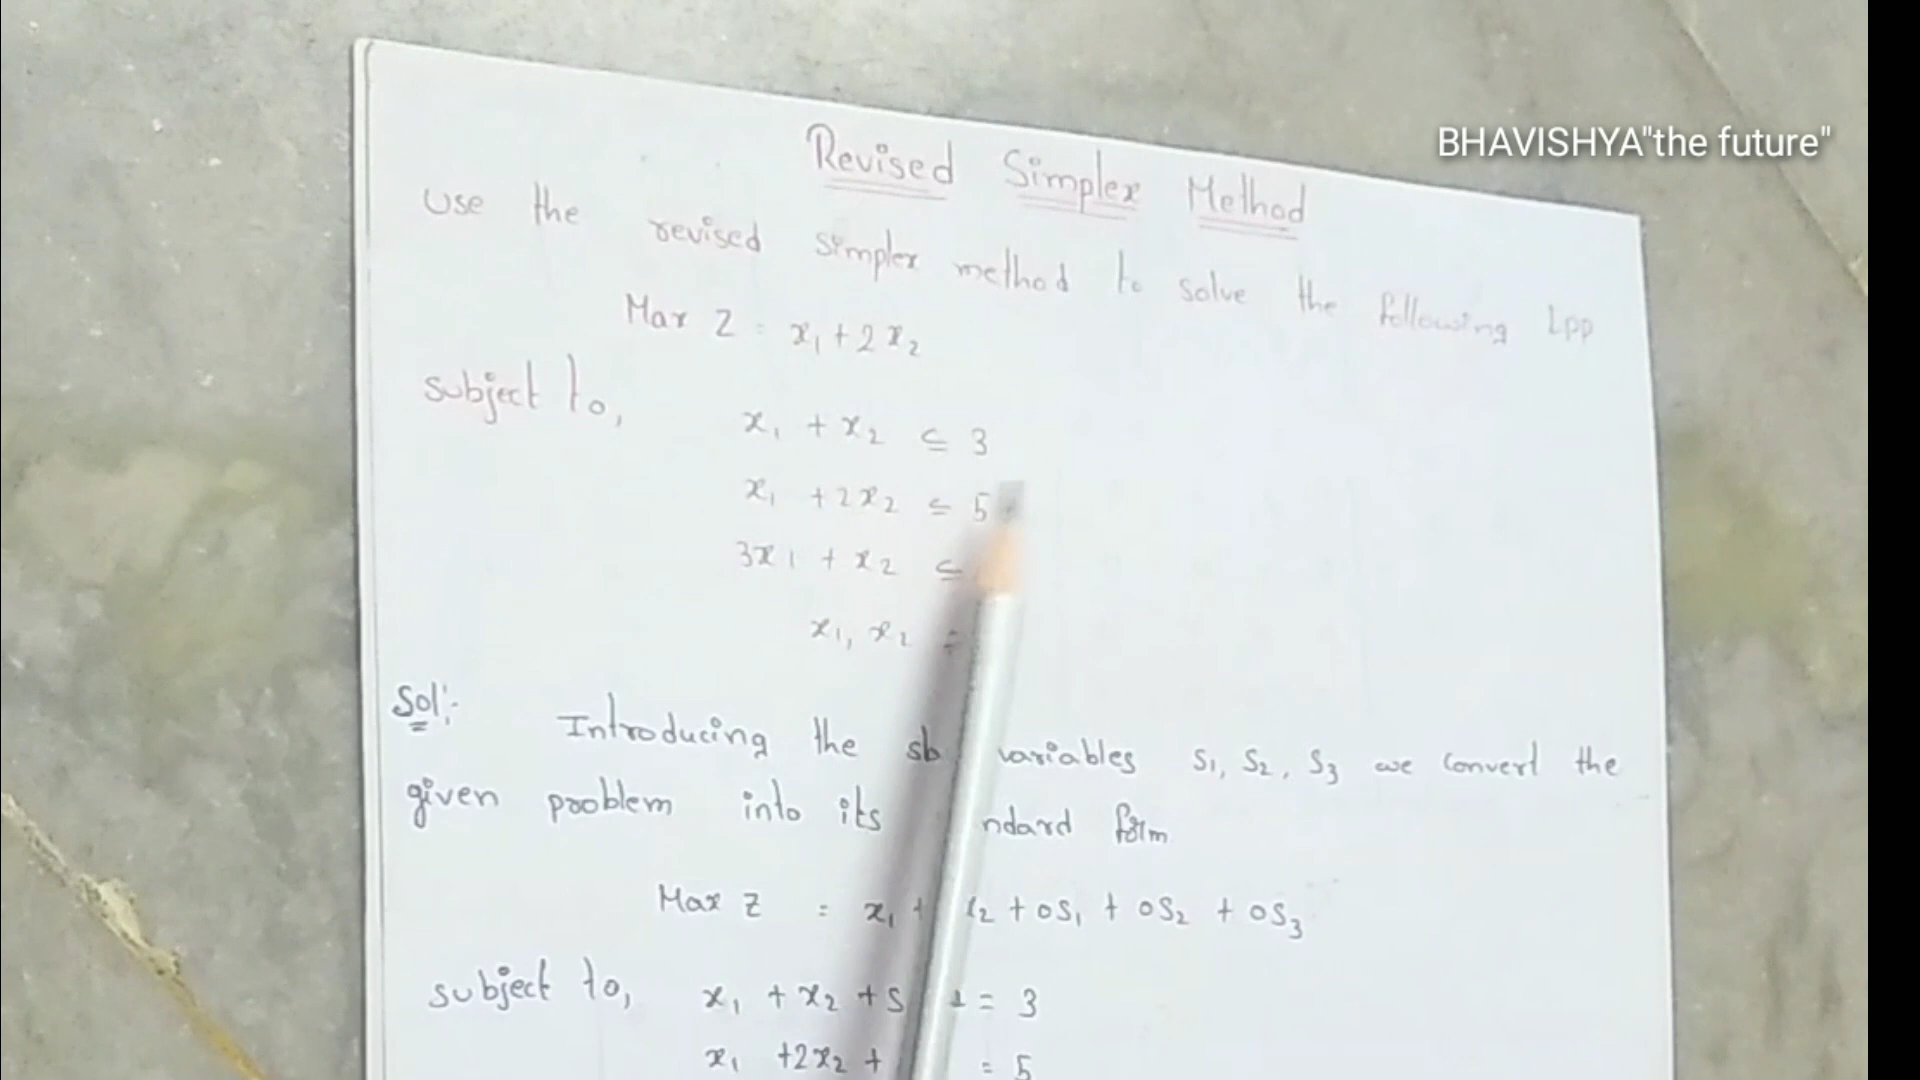 BHAVISHYA"the future"
Revised Simplex Method
Use the revised simplex method to solve the following Lpp
Max Z = x₁ + 2x₂
Subject to,
x₁ + x₂ ≤ 3
x₁ + 2x₂ ≤ 5
3x₁ + x₂ ≤
x₁, x₂
Sol:-
Introducing the variables S₁, S₂, S₃ we convert the
given problem into its form
Max Z = x₁ + x₂ + 0S₁ + 0S₂ + 0S₃
Subject to, x₁ + x₂ + S = 3
x₁ + 2x₂ + = 5